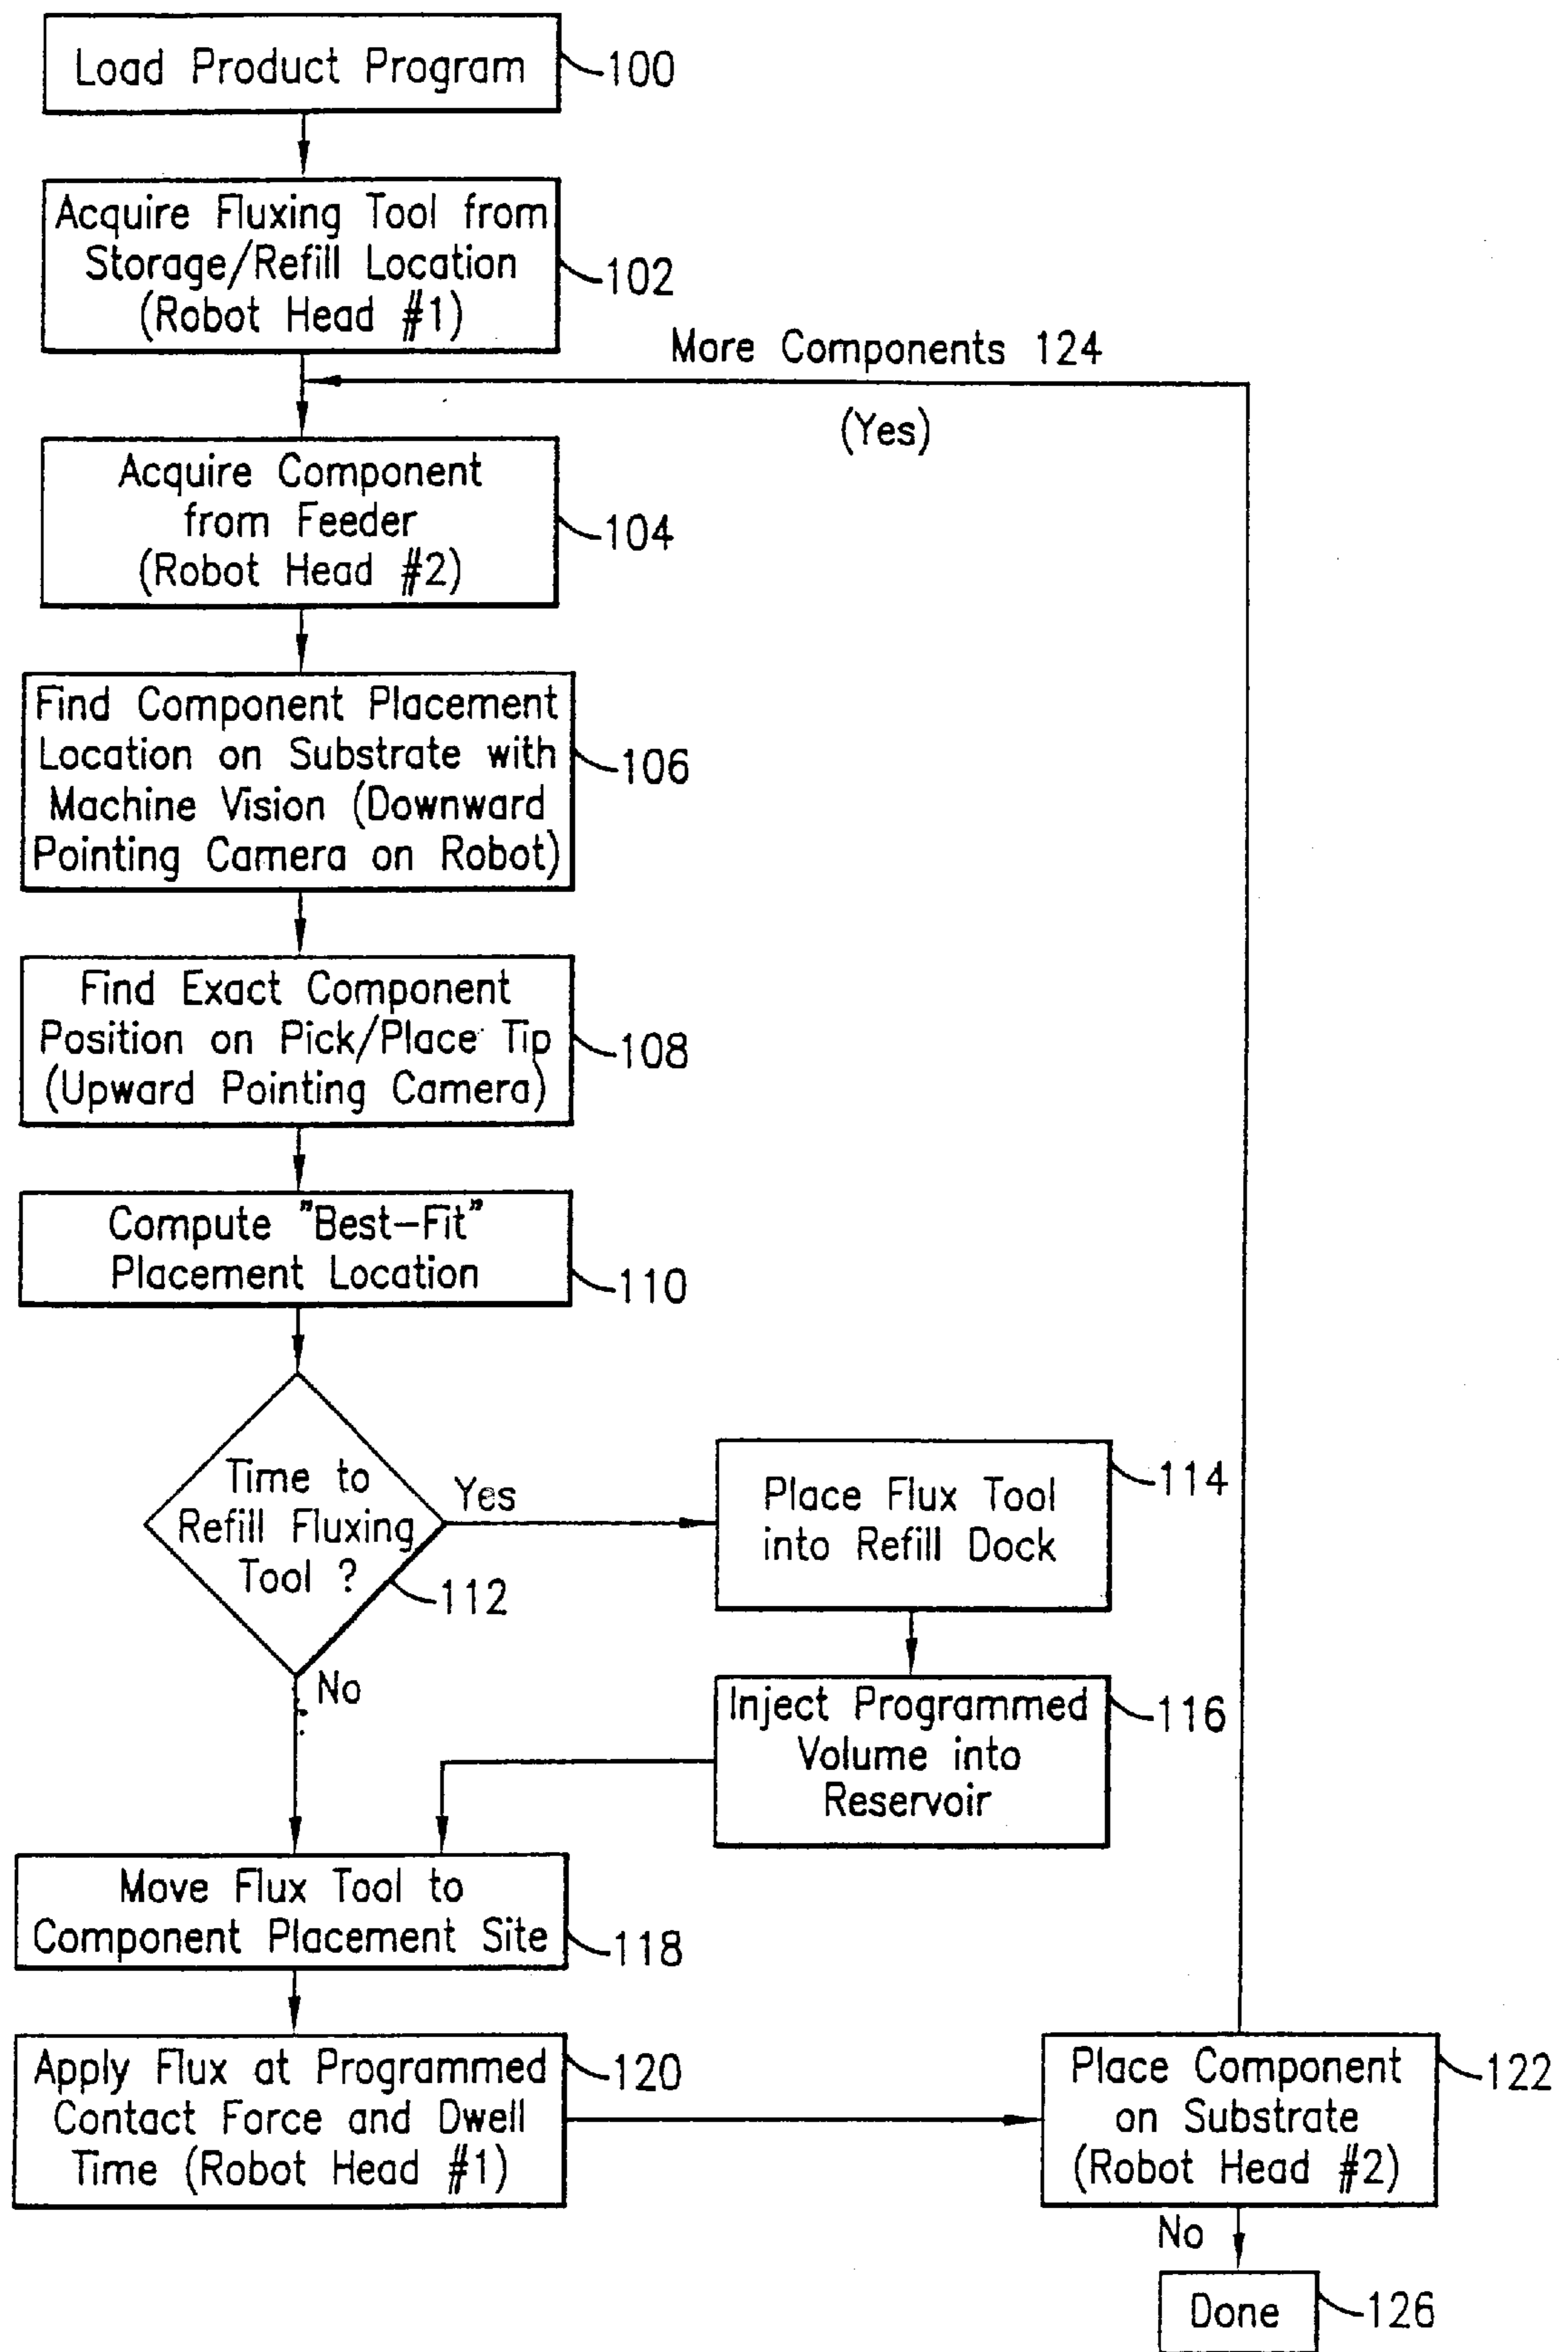 Load Product Program
100
Acquire Fluxing Tool from
Storage/Refill Location
(Robot Head #1)
102
More Components 124
(Yes)
Acquire Component
from Feeder
(Robot Head #2)
104
Find Component Placement
Location on Substrate with
Machine Vision (Downward
Pointing Camera on Robot)
106
Find Exact Component
Position on Pick/Place Tip
(Upward Pointing Camera)
108
Compute "Best-Fit"
Placement Location
110
Time to
Refill Fluxing
Tool ?
112
Yes
No
Place Flux Tool
into Refill Dock
114
Inject Programmed
Volume into
Reservoir
116
Move Flux Tool to
Component Placement Site
118
Apply Flux at Programmed
Contact Force and Dwell
Time (Robot Head #1)
120
Place Component
on Substrate
(Robot Head #2)
122
No
Done
126